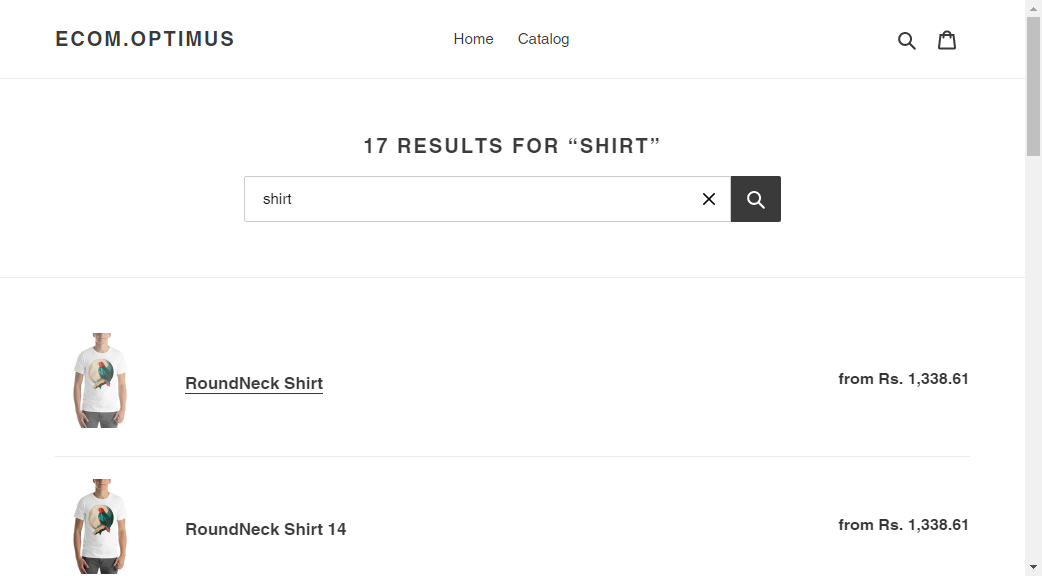 ECOM.OPTIMUS
Home
Catalog
17 RESULTS FOR “SHIRT”
shirt
RoundNeck Shirt
from Rs. 1,338.61
RoundNeck Shirt 14
from Rs. 1,338.61